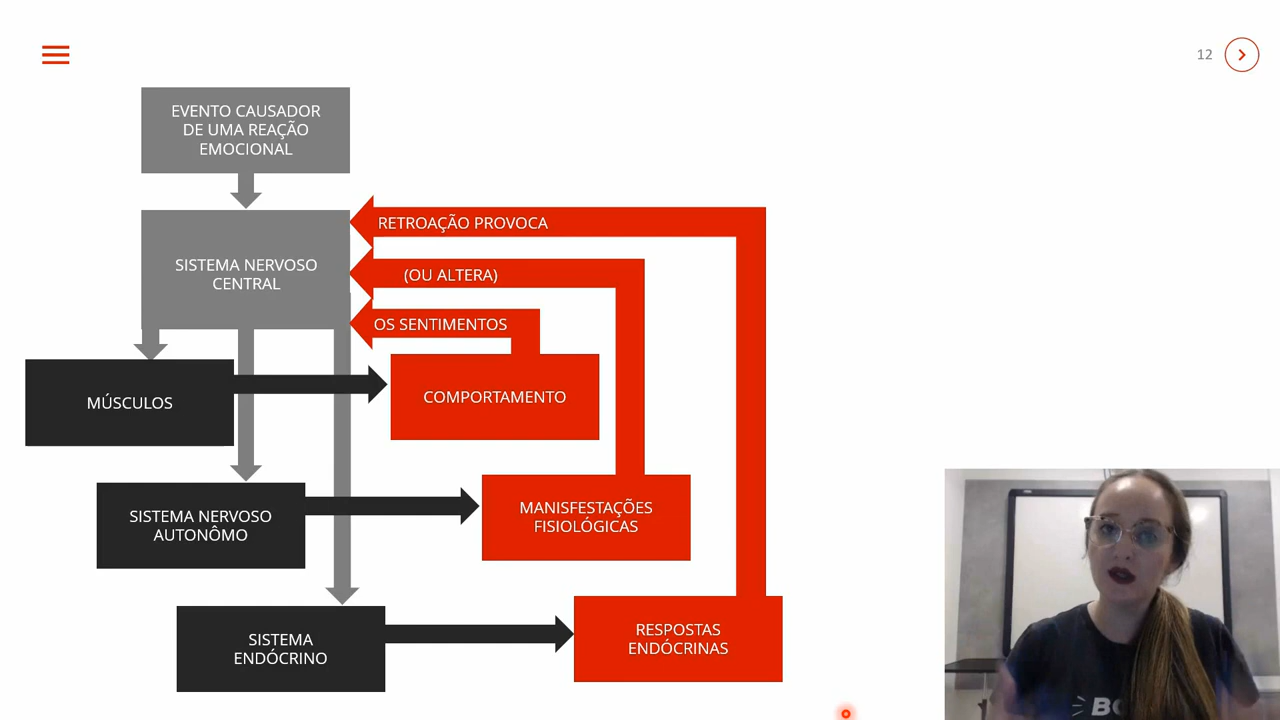 12
EVENTO CAUSADOR
DE UMA REAÇÃO
EMOCIONAL
RETROAÇÃO PROVOCA
SISTEMA NERVOSO
CENTRAL
(OU ALTERA)
OS SENTIMENTOS
MÚSCULOS
COMPORTAMENTO
SISTEMA NERVOSO
AUTONÔMO
MANISFESTAÇÕES
FISIOLÓGICAS
SISTEMA
ENDÓCRINO
RESPOSTAS
ENDÓCRINAS